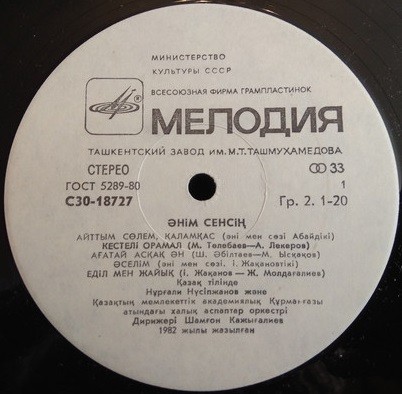 МИНИСТЕРСТВО
КУЛЬТУРЫ СССР
ВСЕСОЮЗНАЯ ФИРМА ГРАМПЛАСТИНОК
МЕЛОДИЯ
ТАШКЕНТСКИЙ ЗАВОД ИМ. М.Т. ТАШМУХАМЕДОВА
СТЕРЕО 33
ГОСТ 5289-80 1
С30-18727 Гр. 2. 1-20
ӘНІМ СЕНСІҢ
АЙТТЫМ СӘЛЕМ, ҚАЛАМҚАС (әні мен сөзі Абайдікі)
КЕСТЕЛІ ОРАМАЛ (М. Төлебаев—А. Лекеров)
АҒАТАЙ АСҚАҚ ӘН (Ш. Әбілтаев—М. Ысқақов)
ӘСЕЛІМ (әні мен сөзі. І. Жақановтікі)
ЕДІЛ МЕН ЖАЙЫҚ (І. Жақанов — Ж. Молдағалиев)
Қазақ тілінде
Нұрғали Нүсіпжанов және
Қазақтың мемлекеттік академиялық Құрманғазы
атындағы халық аспаптар оркестрі
Дирижері Шамғон Қажығалиев
1982 жылы жазылған